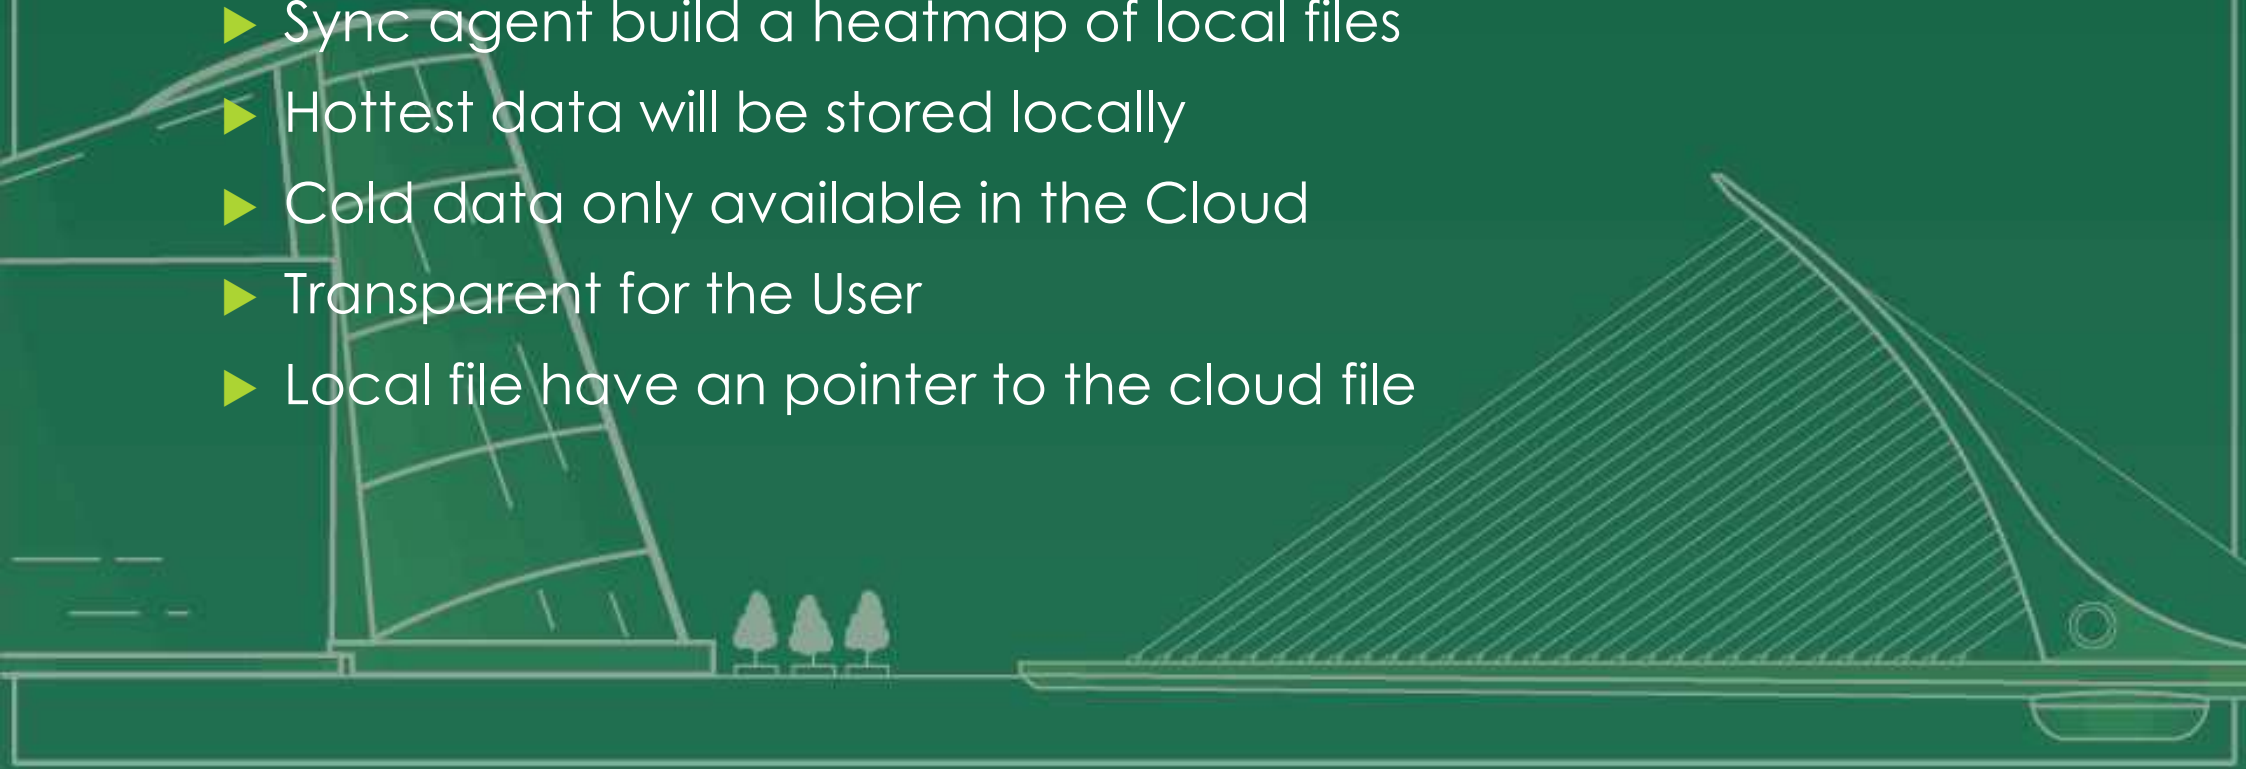 Sync agent build a heatmap of local files
Hottest data will be stored locally
Cold data only available in the Cloud
Transparent for the User
Local file have an pointer to the cloud file